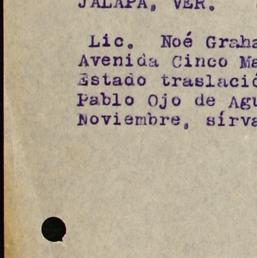 JALAPA, VER.
Lic. Noé Graha
Avenida Cinco Ma
Estado traslació
Pablo Ojo de Agu
Noviembre, sírva